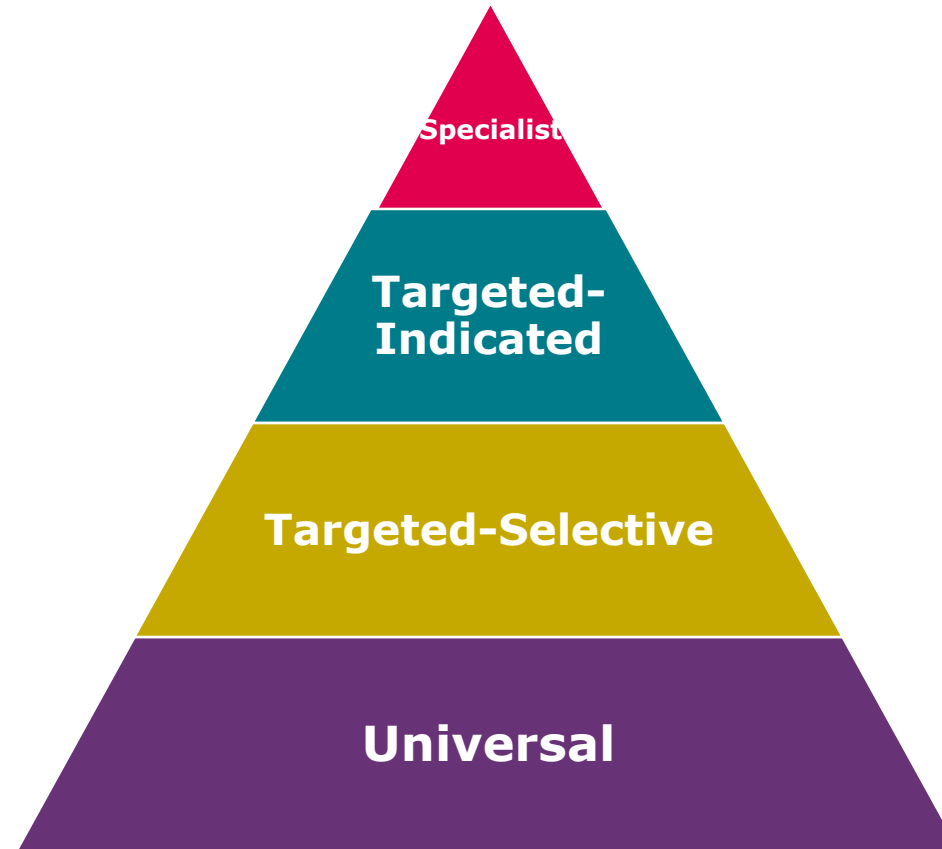 Specialist
Targeted-
Indicated
Targeted-Selective
Universal